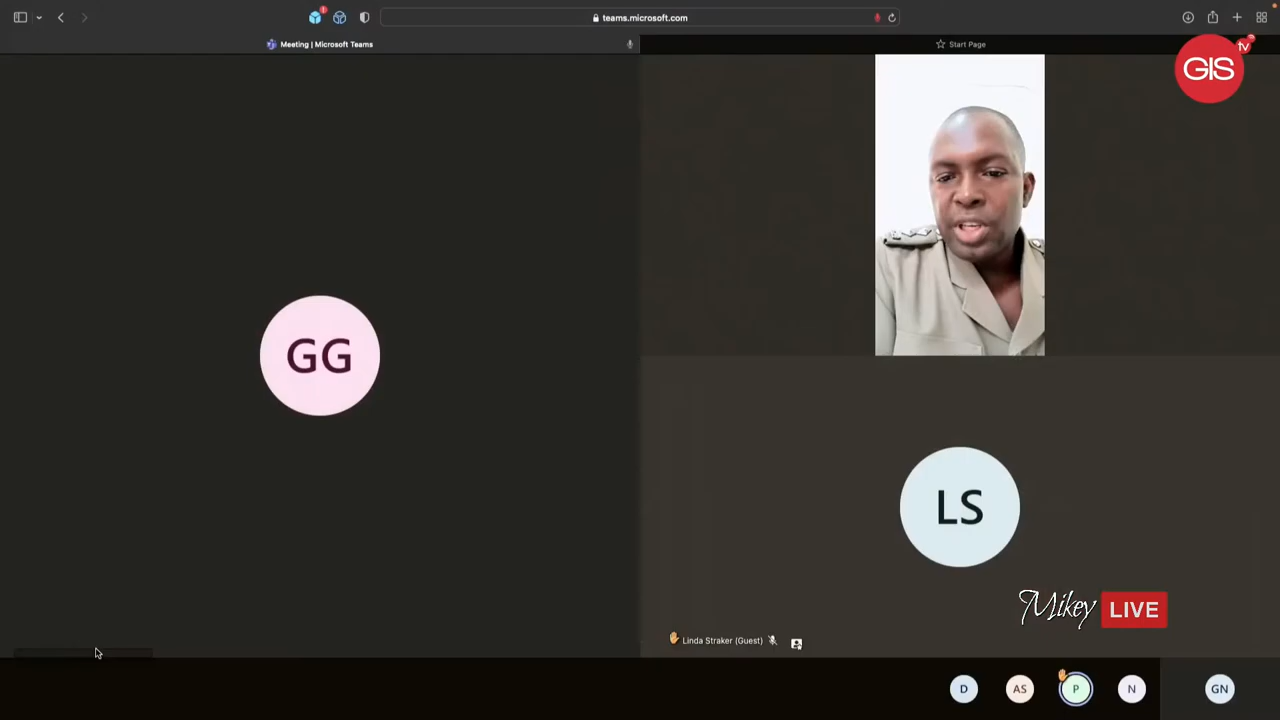 teams.microsoft.com
Meeting | Microsoft Teams
Start Page
GIS
tv
GG
LS
Mikey LIVE
Linda Straker (Guest)
D
AS
P
N
GN